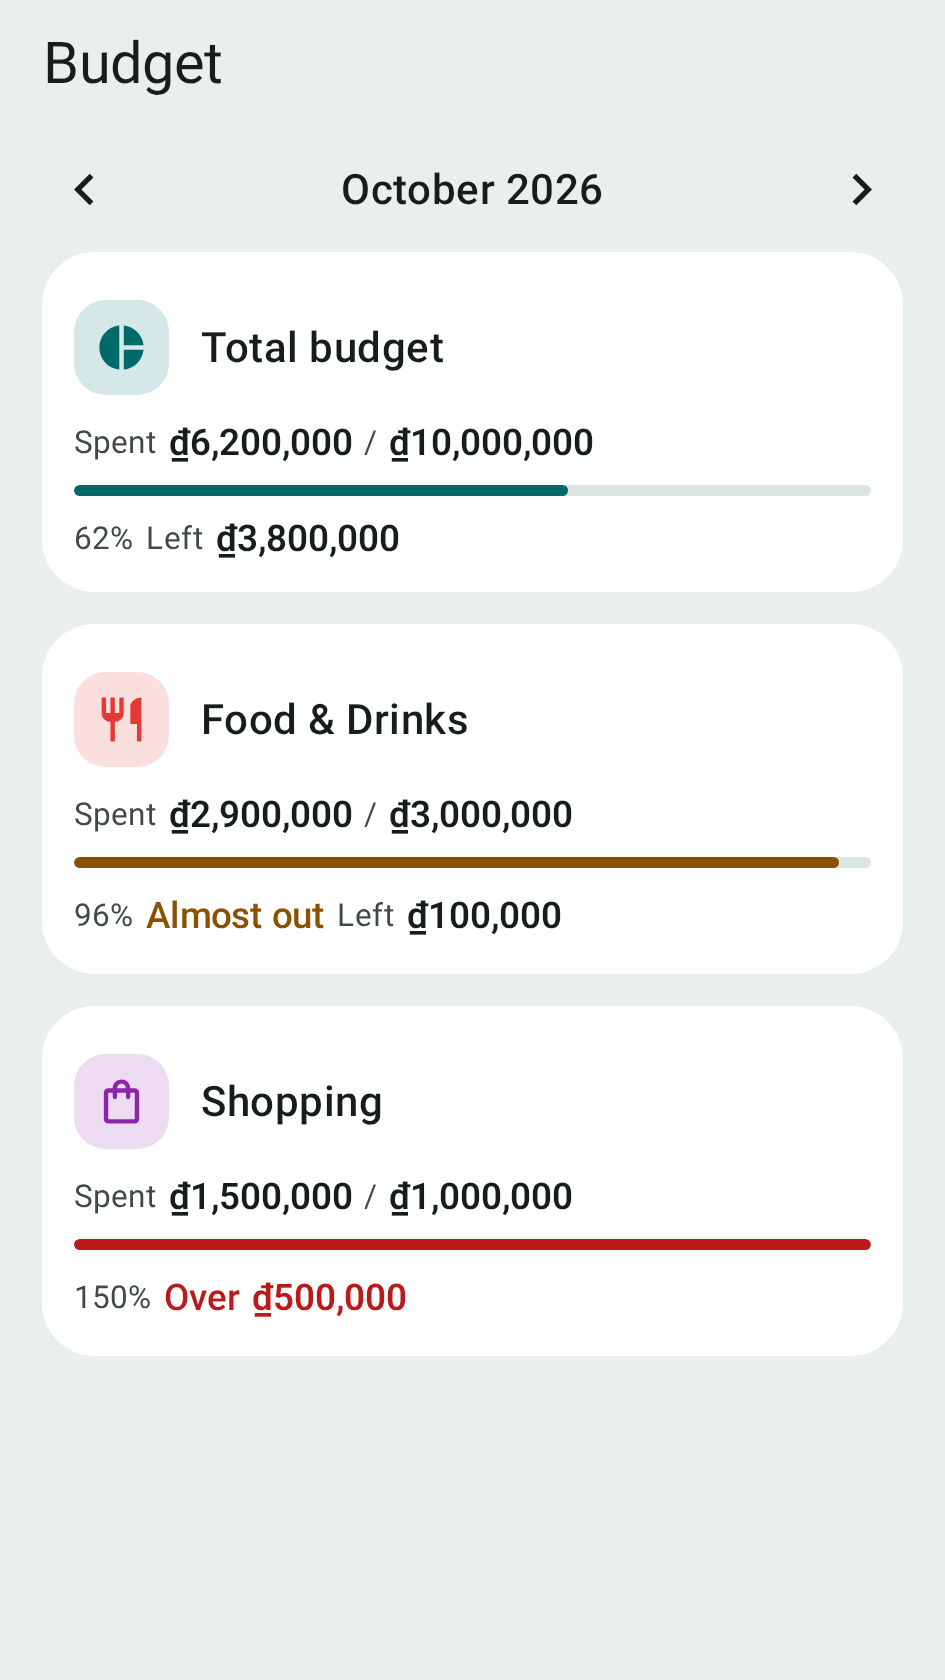 Budget
October 2026
Total budget
Spent ₫6,200,000 / ₫10,000,000
62% Left ₫3,800,000
Food & Drinks
Spent ₫2,900,000 / ₫3,000,000
96% Almost out Left ₫100,000
Shopping
Spent ₫1,500,000 / ₫1,000,000
150% Over ₫500,000